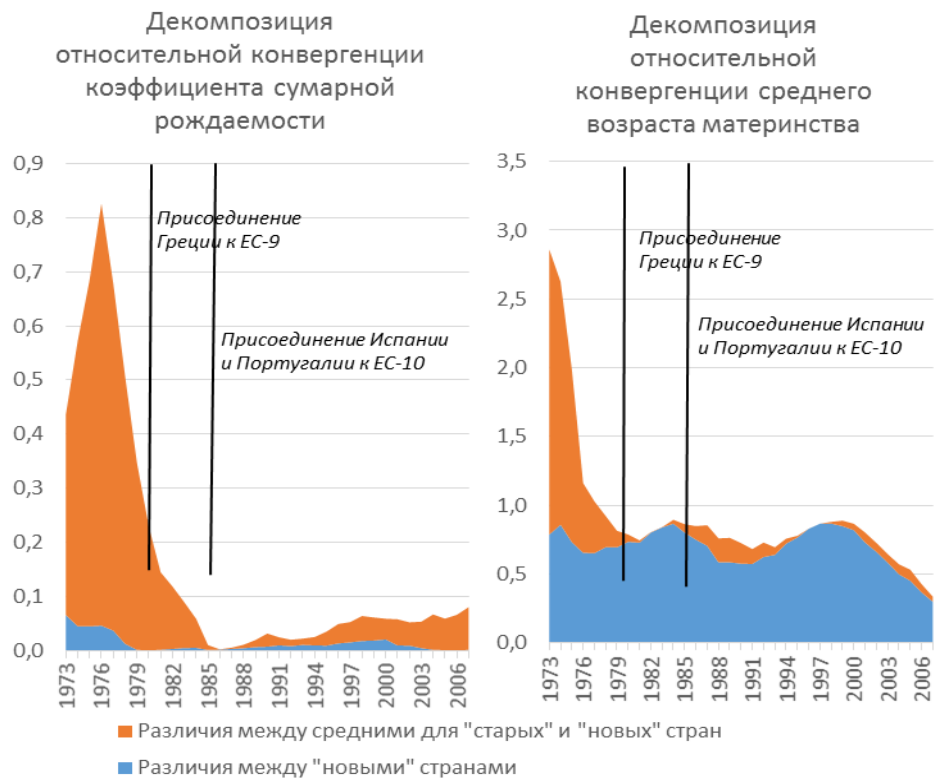 Декомпозиция
относительной конвергенции
коэффициента сумарной
рождаемости
0,9
0,8
0,7
0,6
0,5
0,4
0,3
0,2
0,1
0,0
Присоединение
Греции к ЕС-9
Присоединение Испании
и Португалии к ЕС-10
1973
1976
1979
1982
1985
1988
1991
1994
1997
2000
2003
2006
Декомпозиция
относительной
конвергенции среднего
возраста материнства
3,5
3,0
2,5
2,0
1,5
1,0
0,5
0,0
Присоединение
Греции к ЕС-9
Присоединение Испании
и Португалии к ЕС-10
1973
1976
1979
1982
1985
1988
1991
1994
1997
2000
2003
2006
Различия между средними для "старых" и "новых" стран
Различия между "новыми" странами